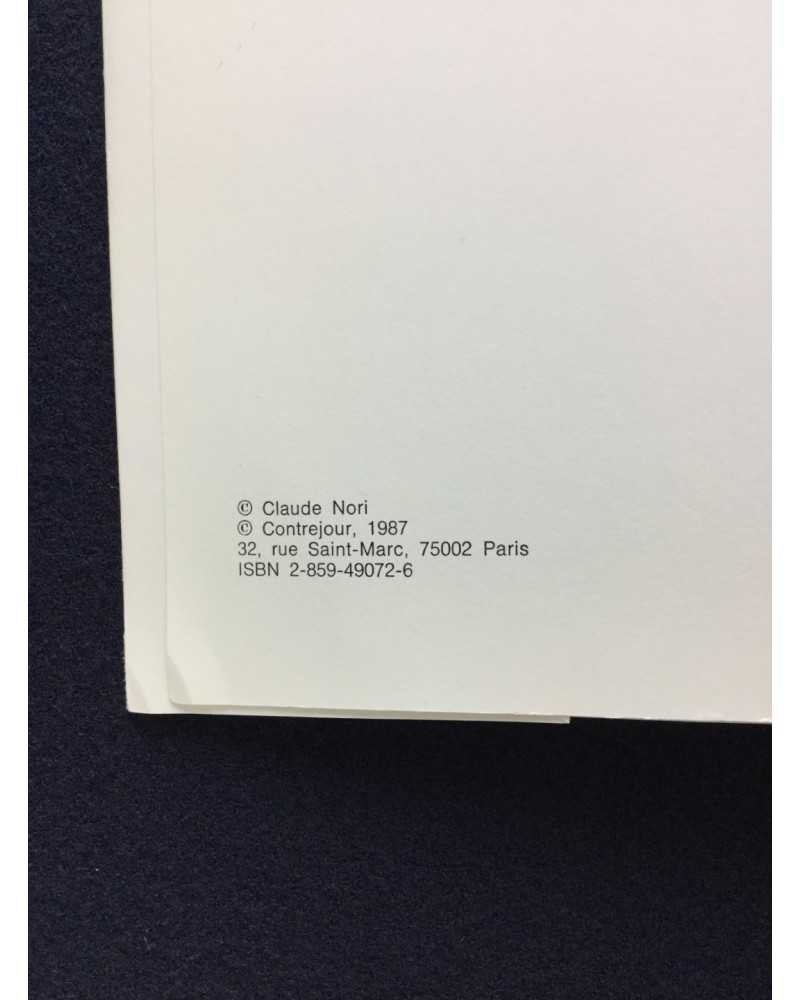 © Claude Nori
© Contrejour, 1987
32, rue Saint-Marc, 75002 Paris
ISBN 2-859-49072-6